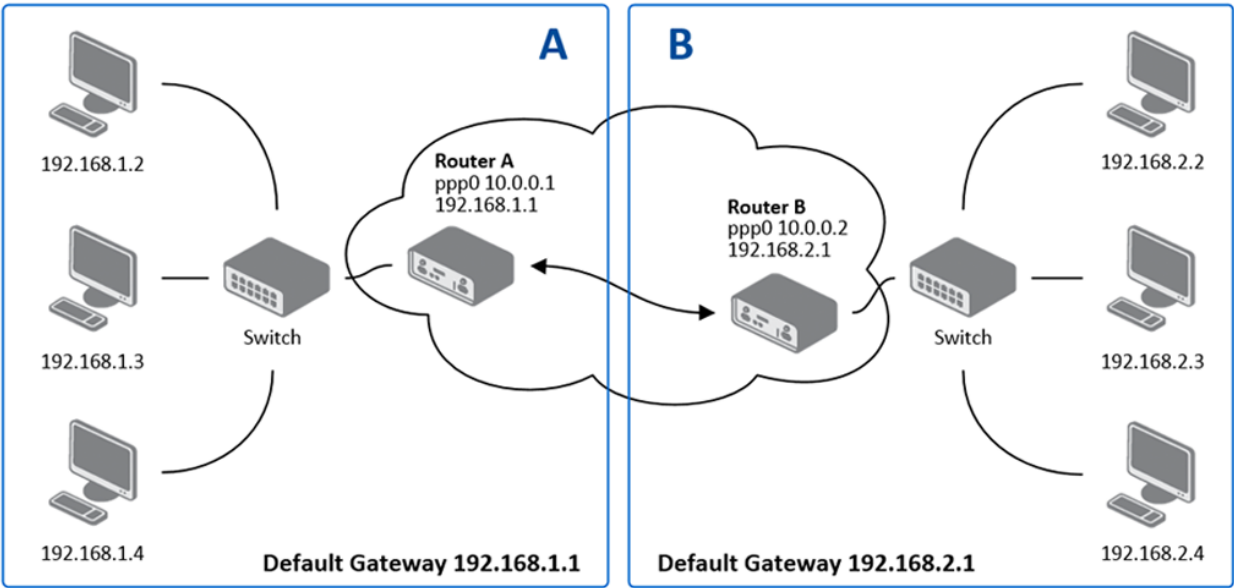 A
192.168.1.2
192.168.1.3
192.168.1.4
Switch
Router A
ppp0 10.0.0.1
192.168.1.1
Default Gateway 192.168.1.1
B
Router B
ppp0 10.0.0.2
192.168.2.1
Switch
192.168.2.2
192.168.2.3
192.168.2.4
Default Gateway 192.168.2.1